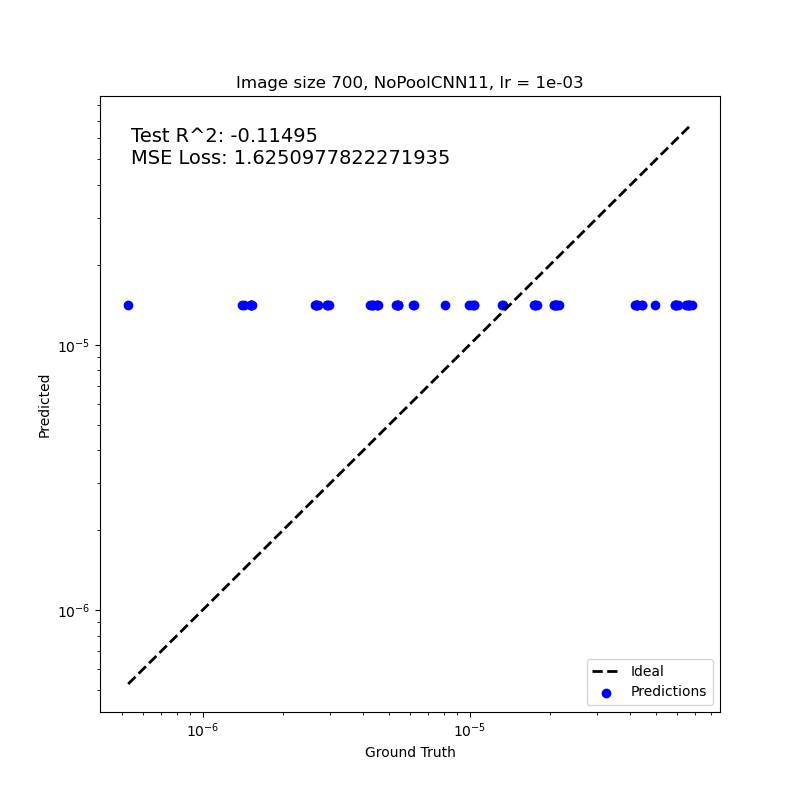 Image size 700, NoPoolCNN11, lr = 1e-03
Test R^2: -0.11495
MSE Loss: 1.6250977822271935
Predicted
10⁻⁵
10⁻⁶
Ideal
Predictions
10⁻⁶
10⁻⁵
Ground Truth